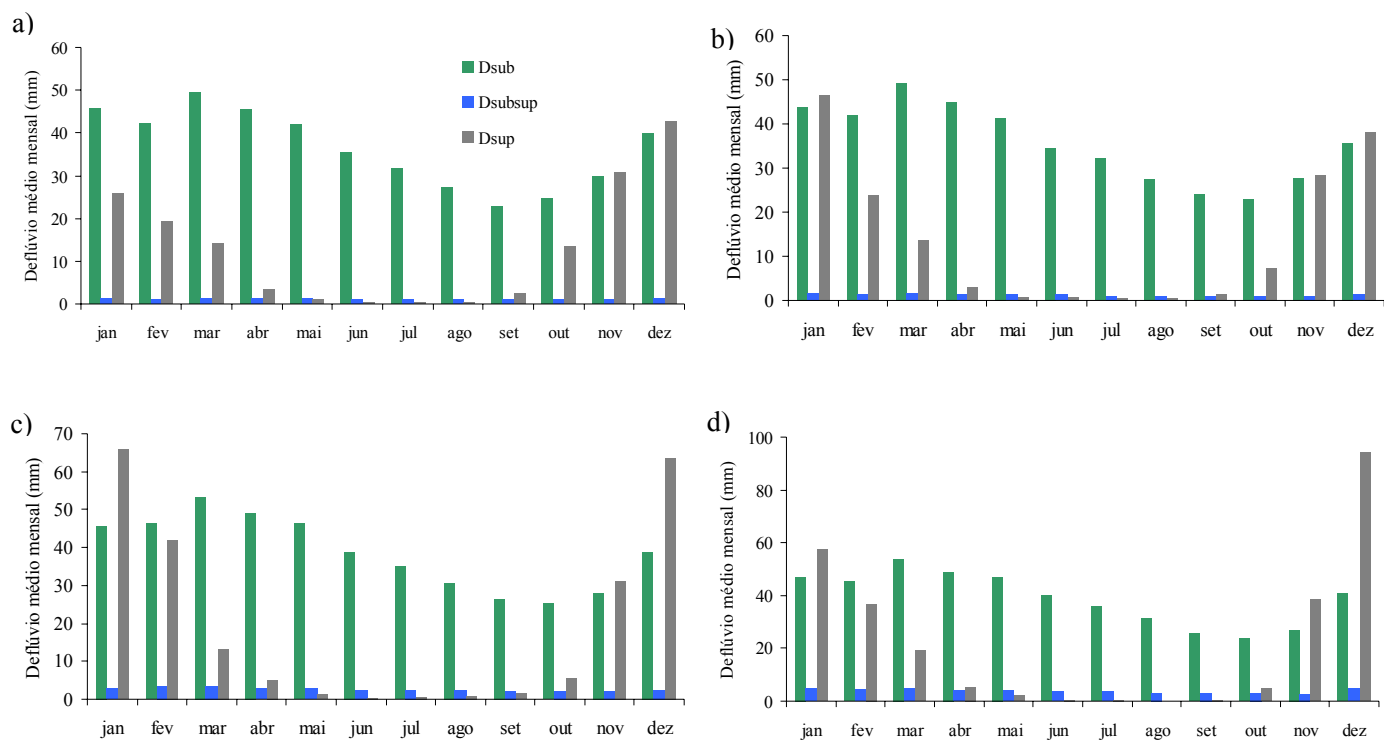 a)
Deflúvio médio mensal (mm)
60
50
40
30
20
10
0
Dsub
Dsubsup
Dsup
jan fev mar abr mai jun jul ago set out nov dez
b)
Deflúvio médio mensal (mm)
60
50
40
30
20
10
0
jan fev mar abr mai jun jul ago set out nov dez
c)
Deflúvio médio mensal (mm)
70
60
50
40
30
20
10
0
jan fev mar abr mai jun jul ago set out nov dez
d)
Deflúvio médio mensal (mm)
100
80
60
40
20
0
jan fev mar abr mai jun jul ago set out nov dez